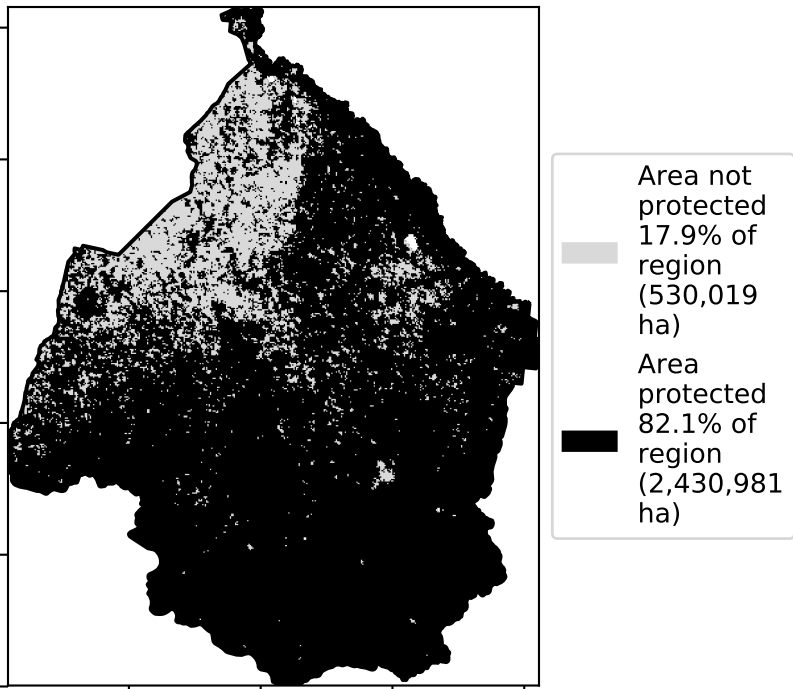 Area not
protected
17.9% of
region
(530,019
ha)
Area
protected
82.1% of
region
(2,430,981
ha)